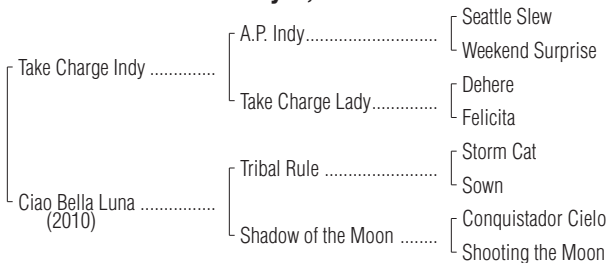 Seattle Slew
A.P. Indy
Weekend Surprise
Take Charge Indy
Dehere
Take Charge Lady
Felicita
Storm Cat
Tribal Rule
Sown
Ciao Bella Luna
(2010)
Conquistador Cielo
Shadow of the Moon
Shooting the Moon